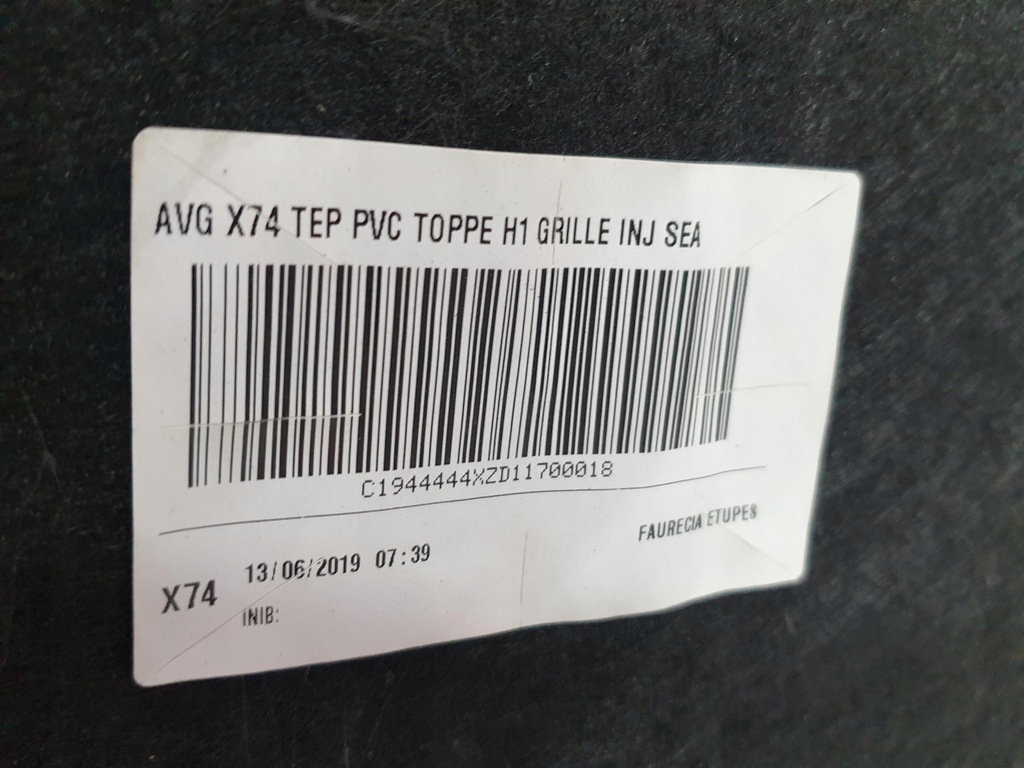 AVG X74 TEP PVC TOPPE H1 GRILLE INJ SEA
C1944444XZD11700018
FAURECIA ETUPES
X74 13/06/2019 07:39
INIB: